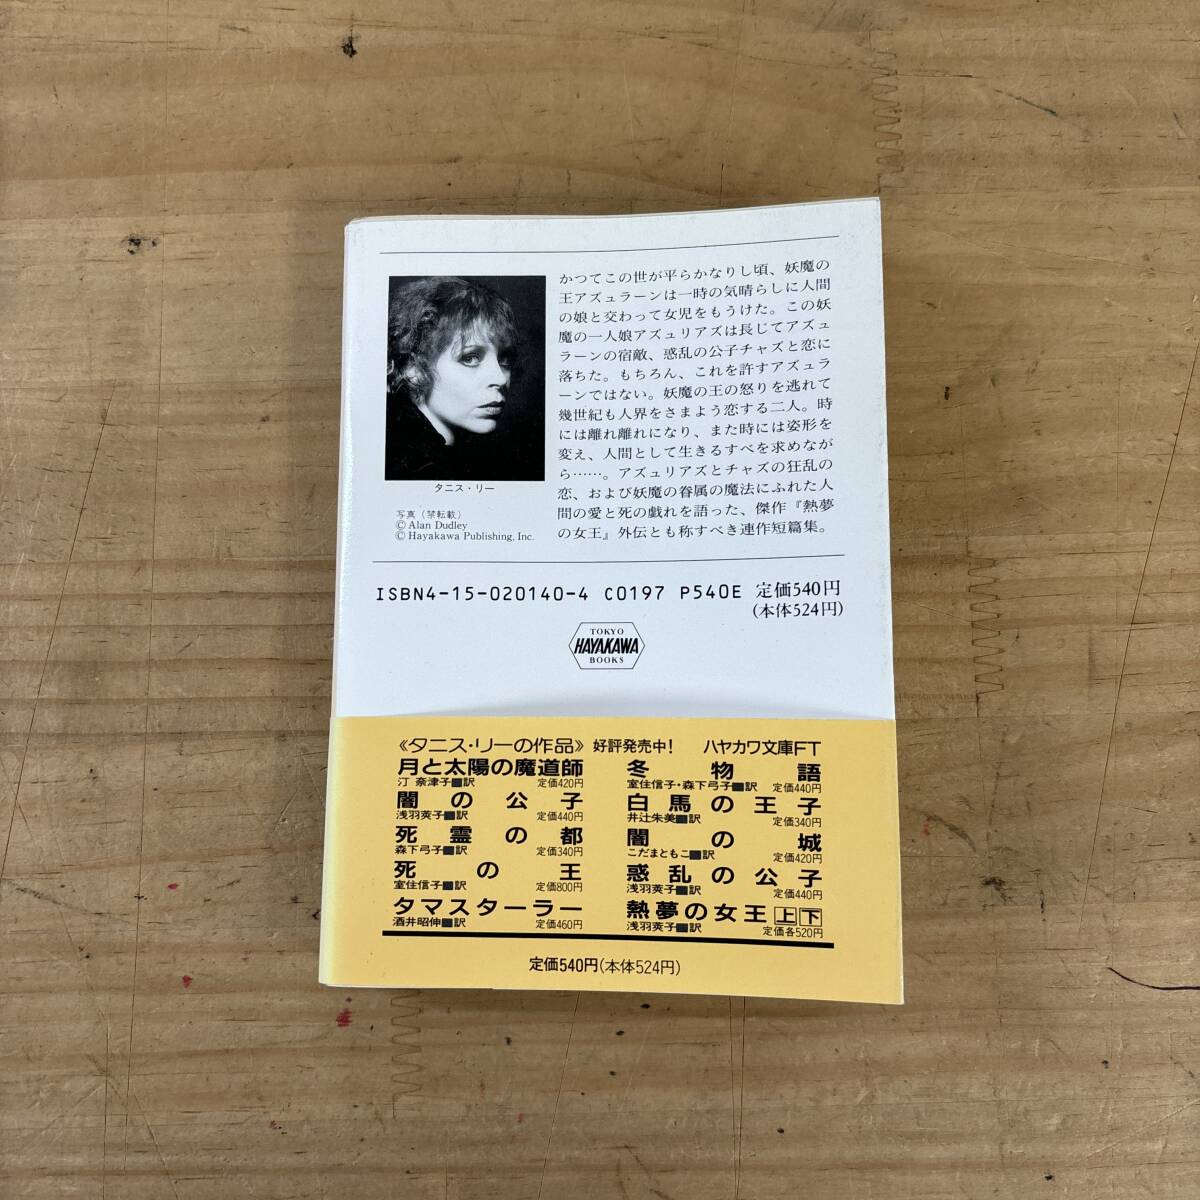 かつてこの世が平らかなりし頃、妖魔の
王アズュラーンは一時の気晴らしに人間
の娘と交わって女児をもうけた。この妖
魔の一人娘アズュリアズは長じてアズュ
ラーンの宿敵、惑乱の公子チャズと恋に
落ちた。もちろん、これを許すアズュラ
ーンではない。妖魔の王の怒りを逃れて
幾世紀も人界をさまよう恋する二人。時
には離れ離れになり、また時には姿形を
変え、人間として生きるすべを求めなが
ら……。アズュリアズとチャズの狂乱の
恋、および妖魔の眷属の魔法にふれた人
間の愛と死の戯れを語った、傑作『熱夢
の女王』外伝とも称すべき連作短篇集。
タニス・リー
写真(禁転載)
© Alan Dudley
© Hayakawa Publishing, Inc.
ISBN4-15-020140-4 C0197 P540E 定価540円
(本体524円)
TOKYO
HAYAKAWA
BOOKS
《タニス・リーの作品》好評発売中! ハヤカワ文庫FT
月と太陽の魔道師
汀 奈津子■訳 定価420円
闇の公子
浅羽莢子■訳 定価440円
死霊の都
森下弓子■訳 定価340円
死の王
室住信子■訳 定価800円
タマスターラー
酒井昭伸■訳 定価460円
冬物語
室住信子・森下弓子■訳 定価440円
白馬の王子
井辻朱美■訳 定価340円
闇の城
こだまともこ■訳 定価420円
惑乱の公子
浅羽莢子■訳 定価440円
熱夢の女王 上 下
浅羽莢子■訳 定価各520円
定価540円(本体524円)